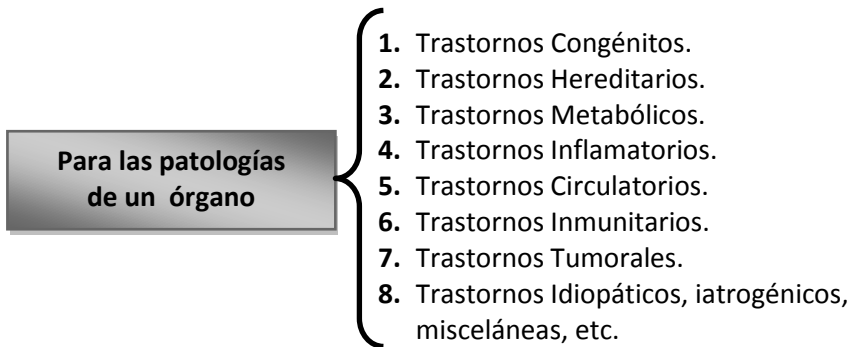 Para las patologías
de un órgano
1. Trastornos Congénitos.
2. Trastornos Hereditarios.
3. Trastornos Metabólicos.
4. Trastornos Inflamatorios.
5. Trastornos Circulatorios.
6. Trastornos Inmunitarios.
7. Trastornos Tumorales.
8. Trastornos Idiopáticos, iatrogénicos,
misceláneas, etc.